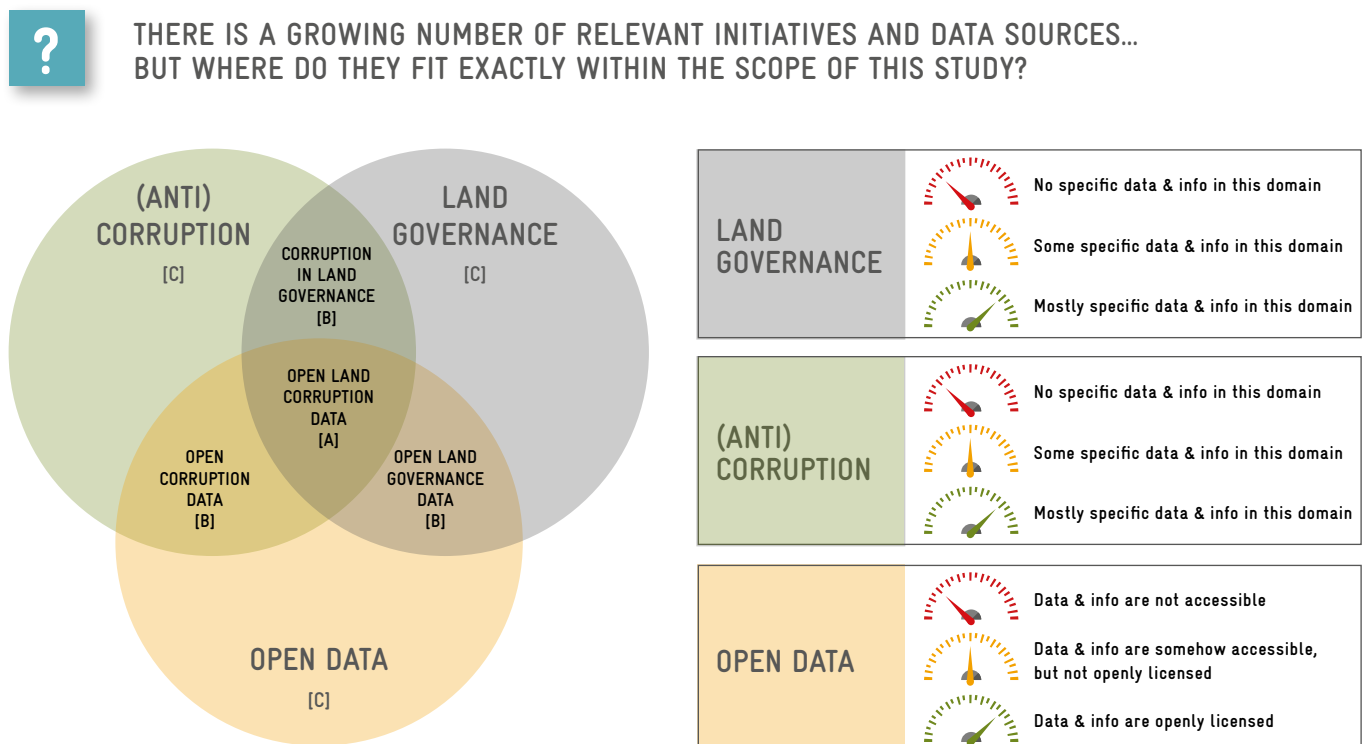 ?
THERE IS A GROWING NUMBER OF RELEVANT INITIATIVES AND DATA SOURCES...
BUT WHERE DO THEY FIT EXACTLY WITHIN THE SCOPE OF THIS STUDY?
(ANTI)
CORRUPTION
[C]
LAND
GOVERNANCE
[C]
CORRUPTION
IN LAND
GOVERNANCE
[B]
OPEN LAND
CORRUPTION
DATA
[A]
OPEN
CORRUPTION
DATA
[B]
OPEN LAND
GOVERNANCE
DATA
[B]
OPEN DATA
[C]
LAND
GOVERNANCE
No specific data & info in this domain
Some specific data & info in this domain
Mostly specific data & info in this domain
(ANTI)
CORRUPTION
No specific data & info in this domain
Some specific data & info in this domain
Mostly specific data & info in this domain
OPEN DATA
Data & info are not accessible
Data & info are somehow accessible,
but not openly licensed
Data & info are openly licensed